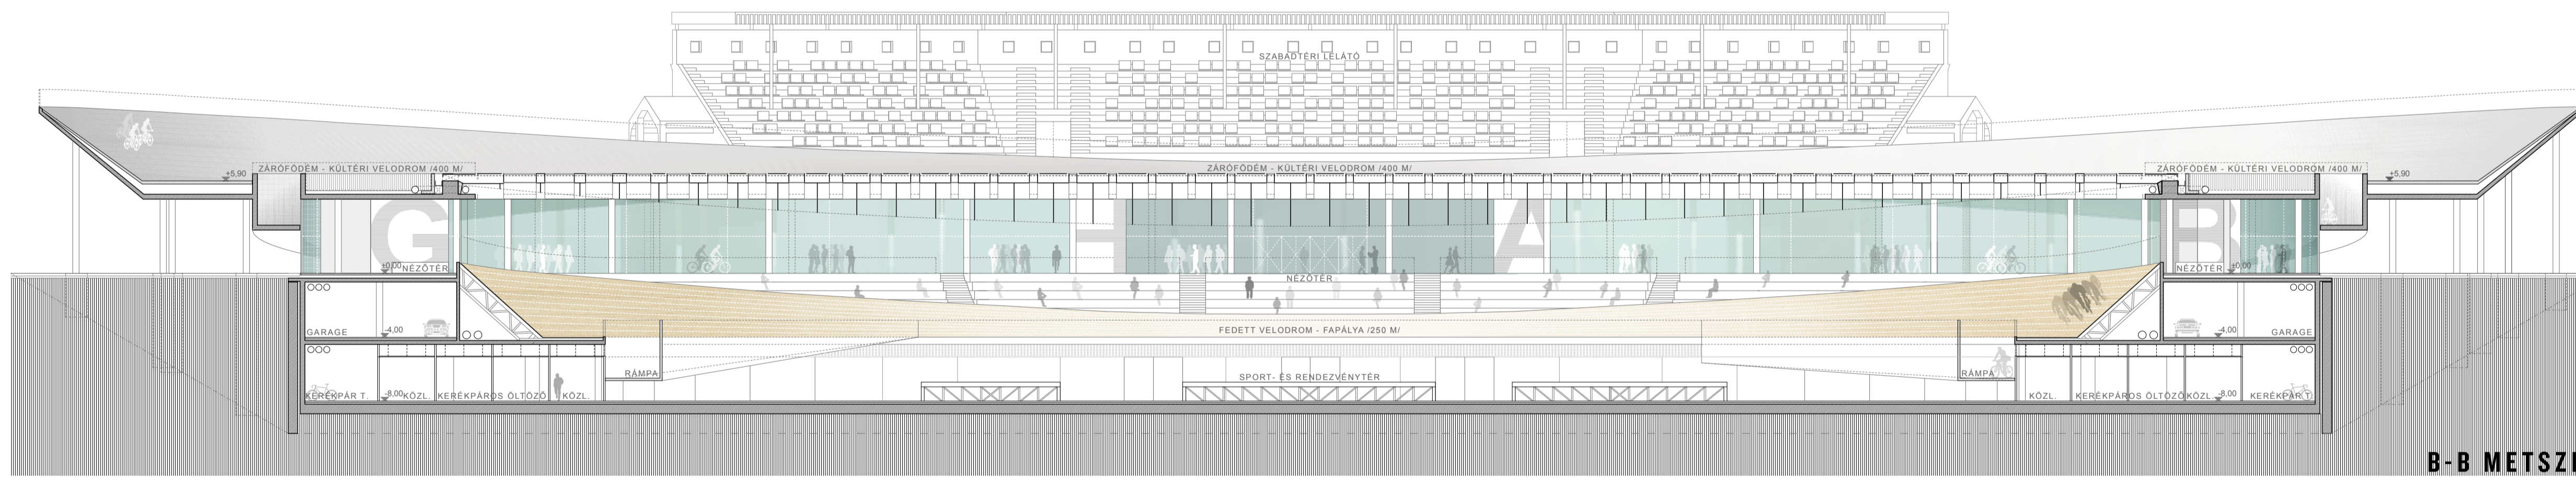 SZABADTÉRI LELÁTÓ
ZÁRÓFÖDÉM - KÜLTÉRI VELODROM /400 M/
ZÁRÓFÖDÉM - KÜLTÉRI VELODROM /400 M/
ZÁRÓFÖDÉM - KÜLTÉRI VELODROM /400 M/
+5,90
+5,90
G
H
A
B
±0,00 NÉZŐTÉR
NÉZŐTÉR
NÉZŐTÉR ±0,00
GARAGE
-4,00
FEDETT VELODROM - FAPÁLYA /250 M/
-4,00
GARAGE
RÁMPA
SPORT- ÉS RENDEZVÉNYTÉR
RÁMPA
KERÉKPÁR T. -8,00 KÖZL. KERÉKPÁROS ÖLTÖZŐ KÖZL.
KÖZL. KERÉKPÁROS ÖLTÖZŐ KÖZL. -8,00 KERÉKPÁR T.
B-B METSZE